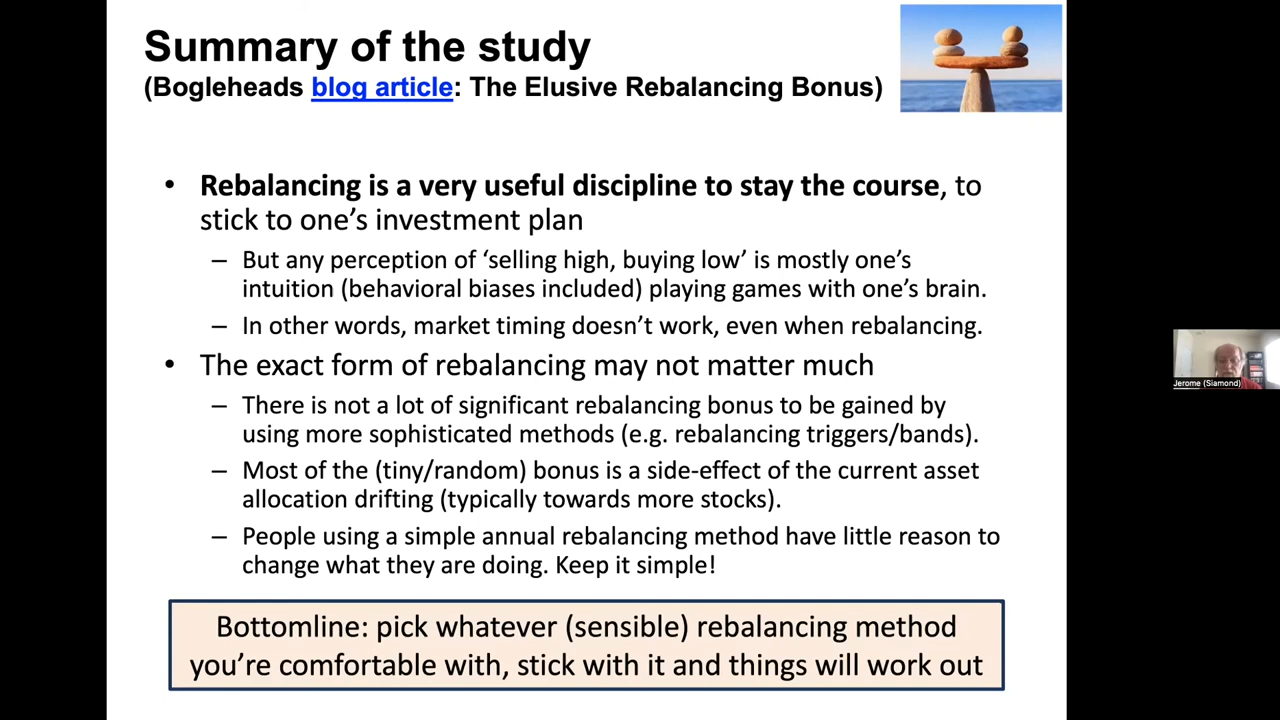 Summary of the study
(Bogleheads blog article: The Elusive Rebalancing Bonus)
• Rebalancing is a very useful discipline to stay the course, to
stick to one’s investment plan
– But any perception of ‘selling high, buying low’ is mostly one’s
intuition (behavioral biases included) playing games with one’s brain.
– In other words, market timing doesn’t work, even when rebalancing.
• The exact form of rebalancing may not matter much
– There is not a lot of significant rebalancing bonus to be gained by
using more sophisticated methods (e.g. rebalancing triggers/bands).
– Most of the (tiny/random) bonus is a side-effect of the current asset
allocation drifting (typically towards more stocks).
– People using a simple annual rebalancing method have little reason to
change what they are doing. Keep it simple!
Bottomline: pick whatever (sensible) rebalancing method
you’re comfortable with, stick with it and things will work out
Jerome (Siamond)